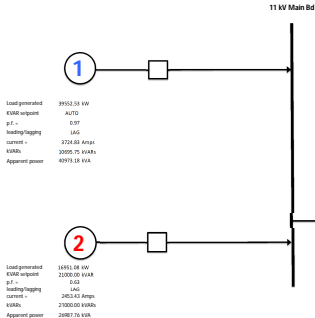 11 kV Main Bd
1
Load generated 39552.53 kW
KVAR setpoint AUTO
p.f. = 0.97
leading/lagging LAG
current = 3724.83 Amps
kVARs 10695.75 kVARs
Apparent power 40973.18 kVA
2
Load generated 16951.08 kW
KVAR setpoint 21000.00 kVAR
p.f. = 0.63
leading/lagging LAG
current = 2453.43 Amps
kVARs 21000.00 kVARs
Apparent power 26987.76 kVA